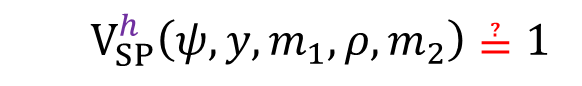 V^h_SP(ψ, y, m₁, ρ, m₂) ≟ 1